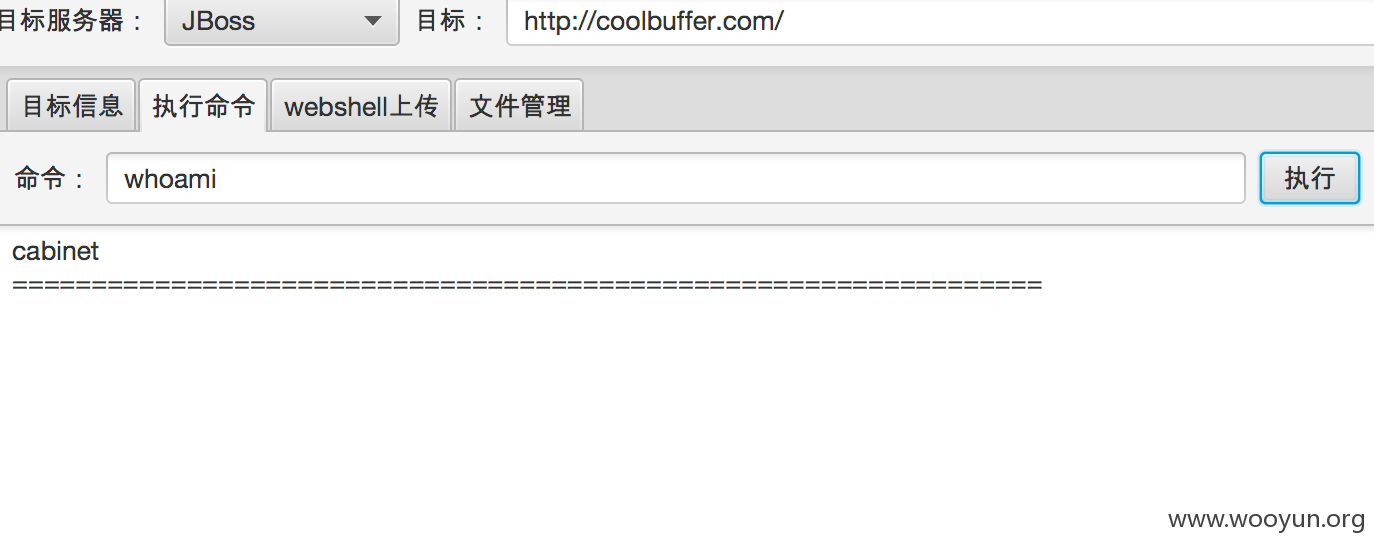 目标服务器： JBoss 目标： http://coolbuffer.com/
目标信息 执行命令 webshell上传 文件管理
命令： whoami 执行
cabinet
==================================================================
www.wooyun.org